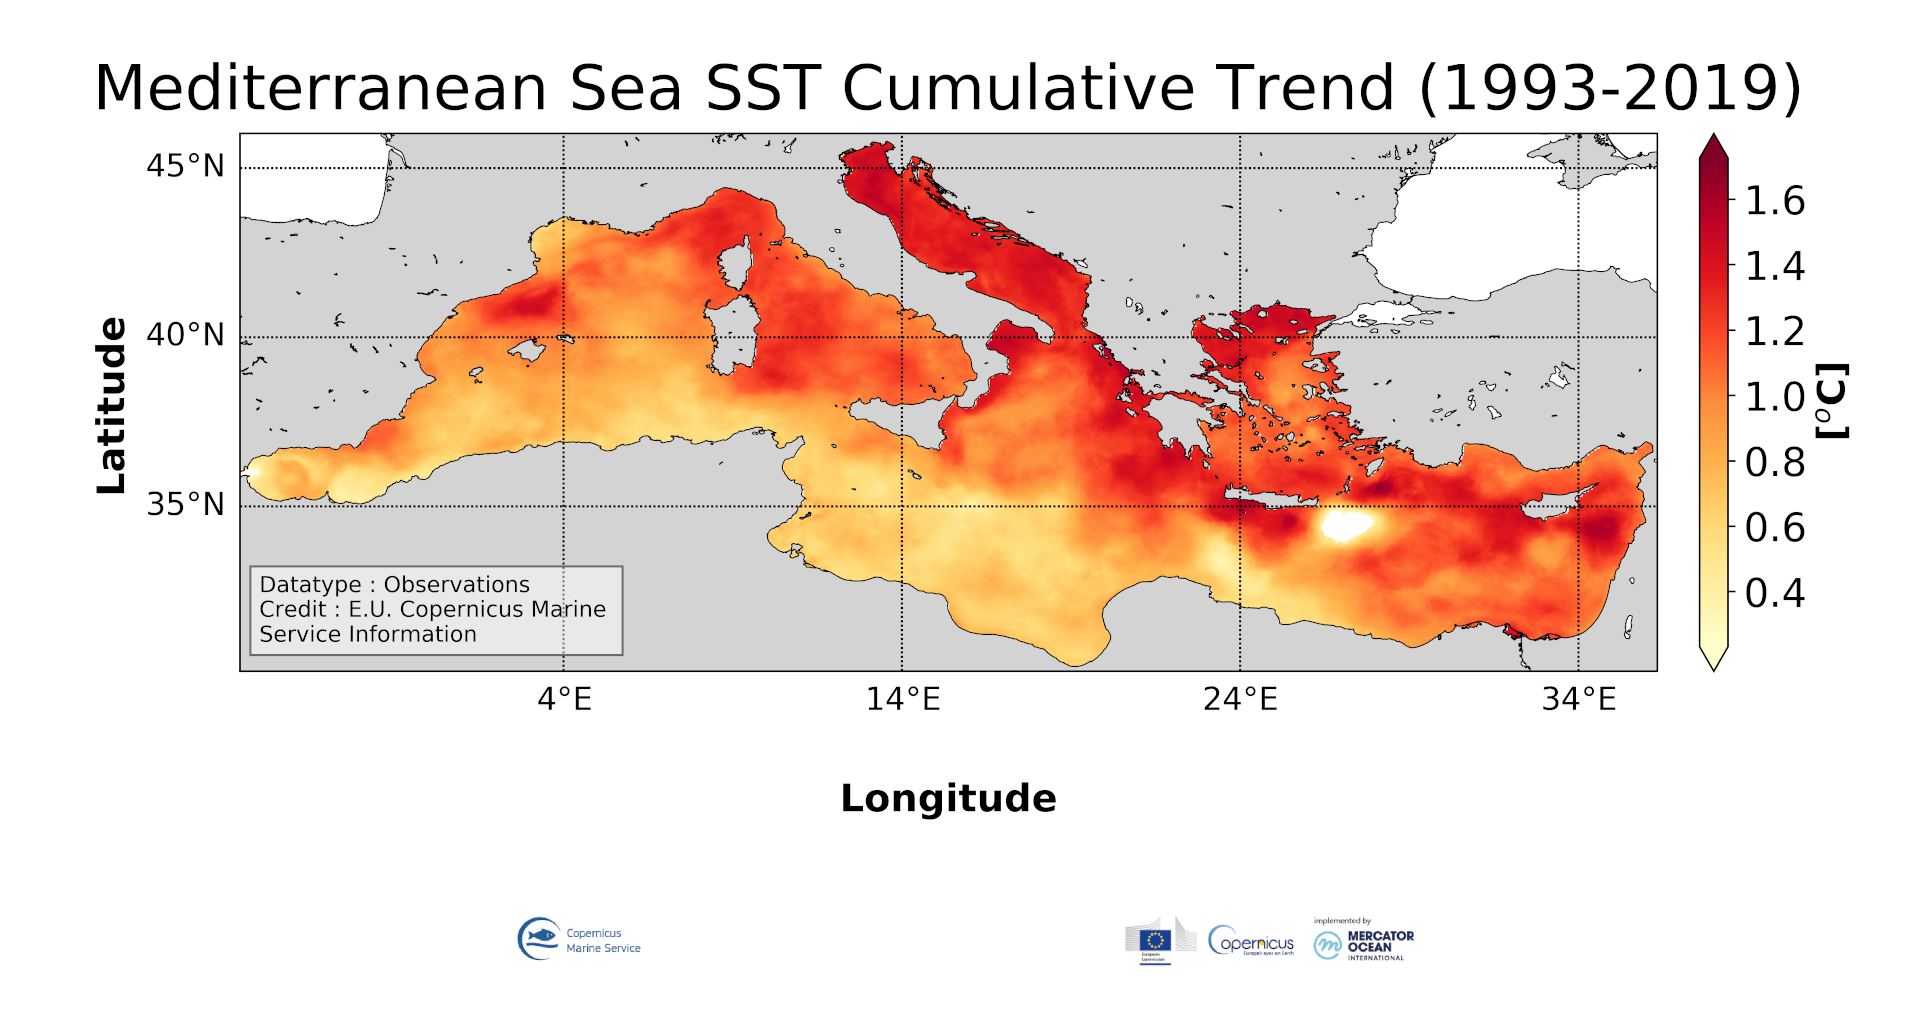 Mediterranean Sea SST Cumulative Trend (1993-2019)
45°N
40°N
35°N
Latitude
Datatype : Observations
Credit : E.U. Copernicus Marine
Service Information
4°E
14°E
24°E
34°E
Longitude
1.6
1.4
1.2
1.0
0.8
0.6
0.4
[°C]
Copernicus
Marine Service
European
Commission
opernicus
Europe's eyes on Earth
implemented by
MERCATOR
OCEAN
INTERNATIONAL